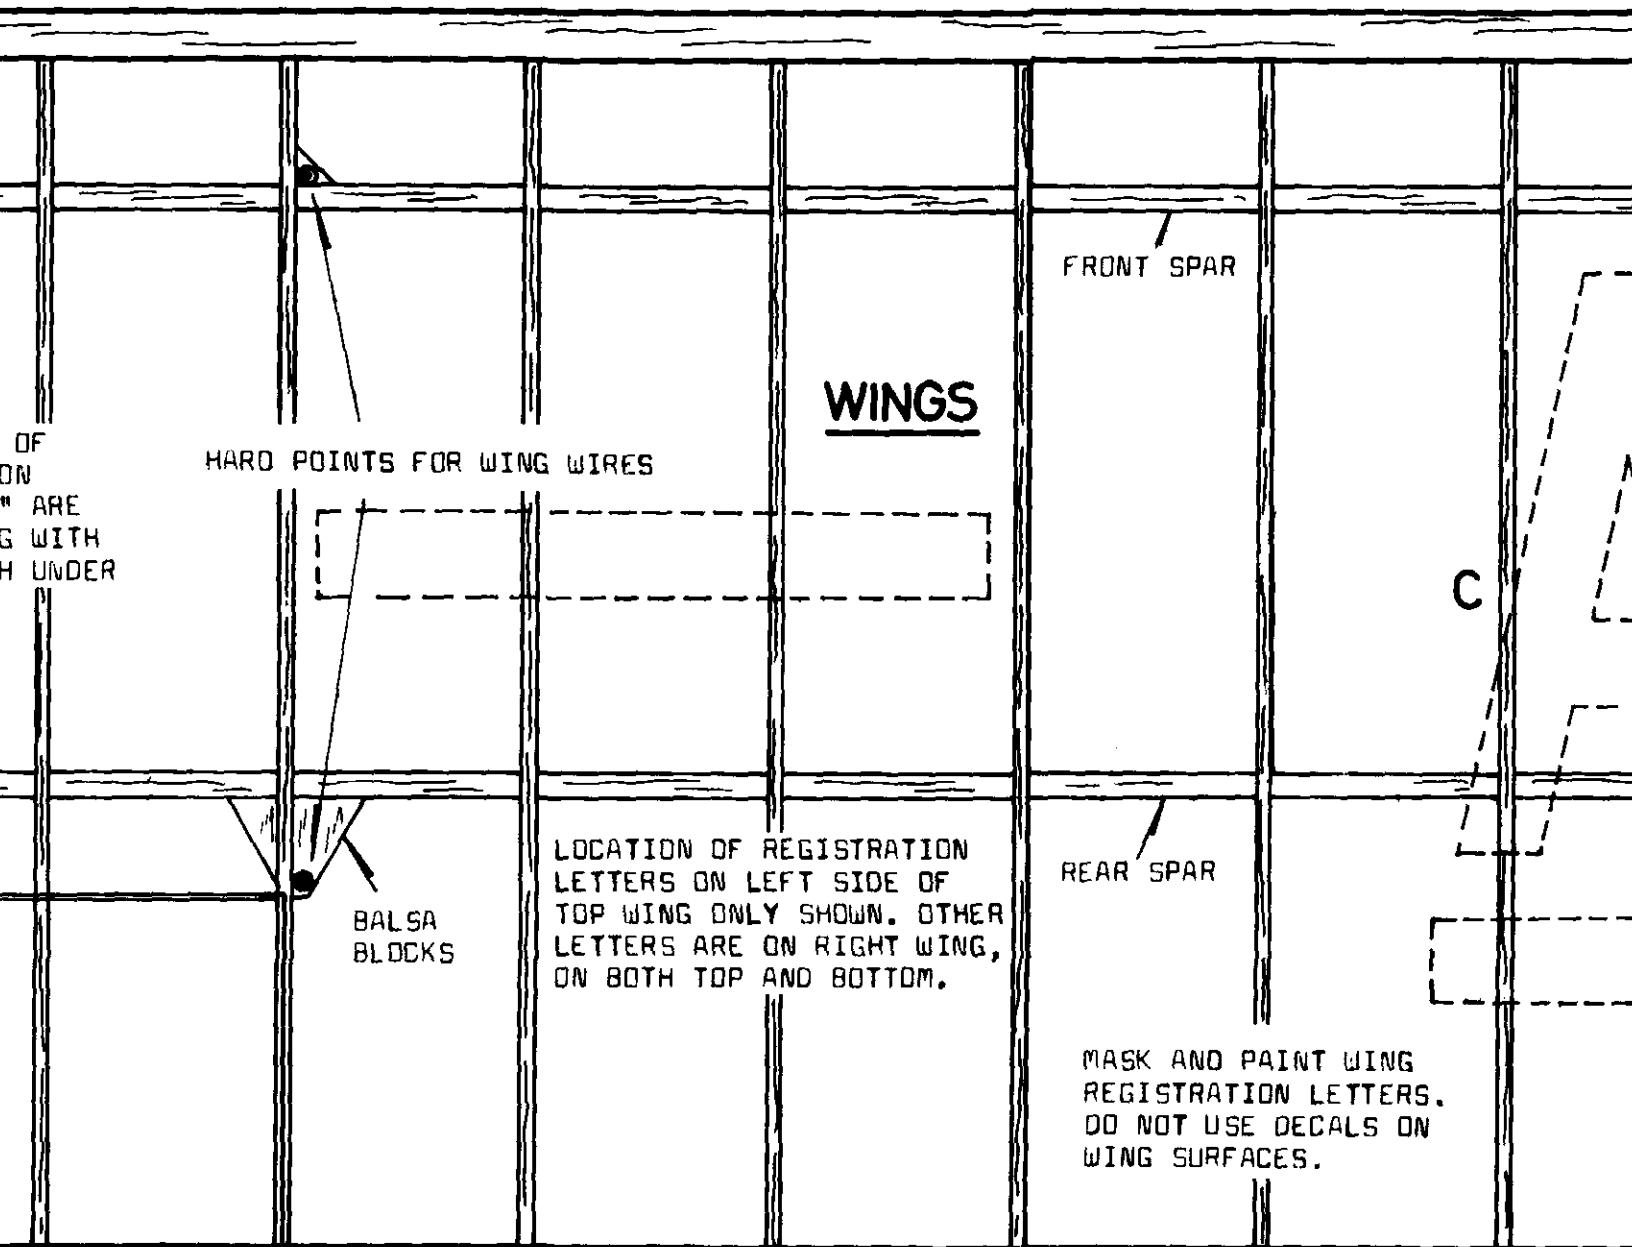 FRONT SPAR
WINGS
OF
ON
" ARE
G WITH
H UNDER
HARD POINTS FOR WING WIRES
C
LOCATION OF REGISTRATION
LETTERS ON LEFT SIDE OF
TOP WING ONLY SHOWN. OTHER
LETTERS ARE ON RIGHT WING,
ON BOTH TOP AND BOTTOM.
REAR SPAR
BALSA
BLOCKS
MASK AND PAINT WING
REGISTRATION LETTERS.
DO NOT USE DECALS ON
WING SURFACES.